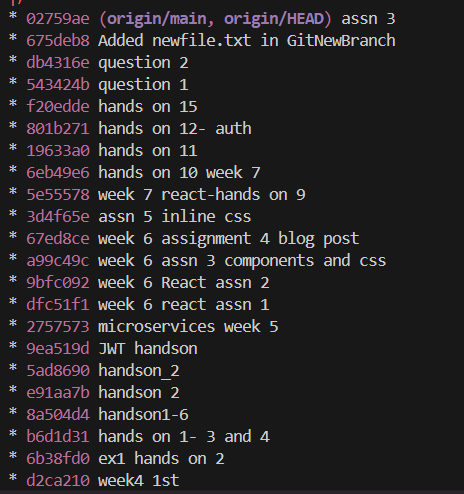 * 02759ae (origin/main, origin/HEAD) assn 3
* 675deb8 Added newfile.txt in GitNewBranch
* db4316e question 2
* 543424b question 1
* f20edde hands on 15
* 801b271 hands on 12- auth
* 19633a0 hands on 11
* 6eb49e6 hands on 10 week 7
* 5e55578 week 7 react-hands on 9
* 3d4f65e assn 5 inline css
* 67ed8ce week 6 assignment 4 blog post
* a99c49c week 6 assn 3 components and css
* 9bfc092 week 6 React assn 2
* dfc51f1 week 6 react assn 1
* 2757573 microservices week 5
* 9ea519d JWT handson
* 5ad8690 handson_2
* e91aa7b handson 2
* 8a504d4 handson1-6
* b6d1d31 hands on 1- 3 and 4
* 6b38fd0 ex1 hands on 2
* d2ca210 week4 1st